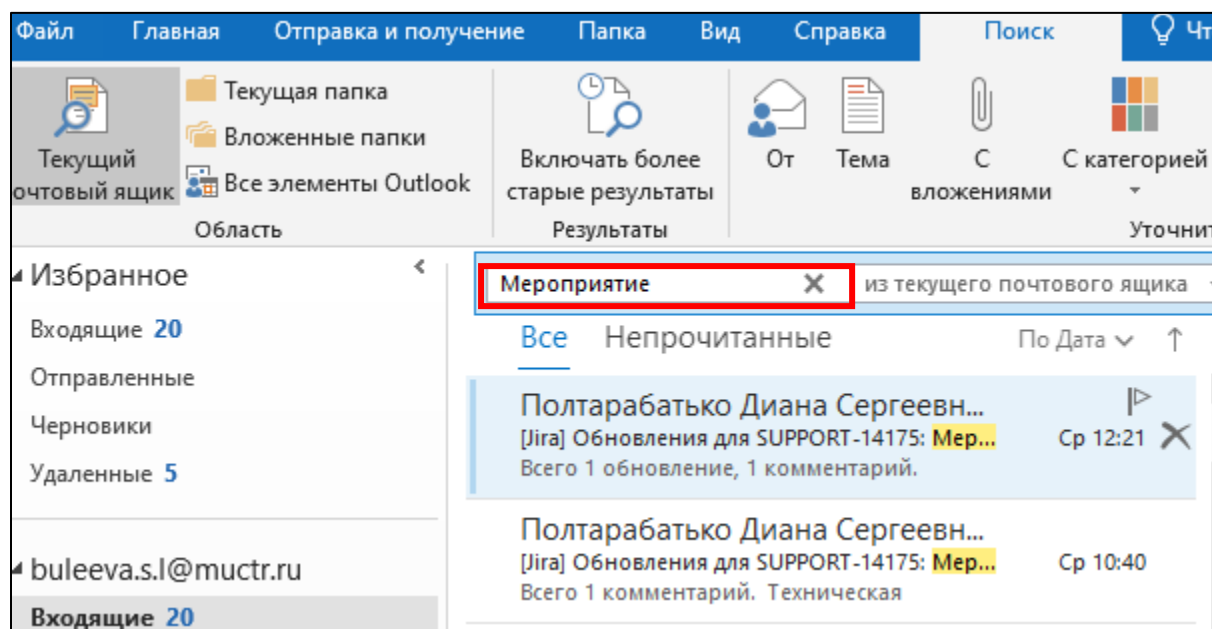 Файл Главная Отправка и получение Папка Вид Справка Поиск Чт
Текущая папка
Вложенные папки
Все элементы Outlook
Текущий
очтовый ящик
Область
Включать более
старые результаты
Результаты
От
Тема
С
вложениями
С категорией
Уточнит
Избранное
Входящие 20
Отправленные
Черновики
Удаленные 5
buleeva.s.l@muctr.ru
Входящие 20
Мероприятие из текущего почтового ящика
Все Непрочитанные По Дата
Полтарабатько Диана Сергеевн...
[Jira] Обновления для SUPPORT-14175: Мер... Ср 12:21
Всего 1 обновление, 1 комментарий.
Полтарабатько Диана Сергеевн...
[Jira] Обновления для SUPPORT-14175: Мер... Ср 10:40
Всего 1 комментарий. Техническая